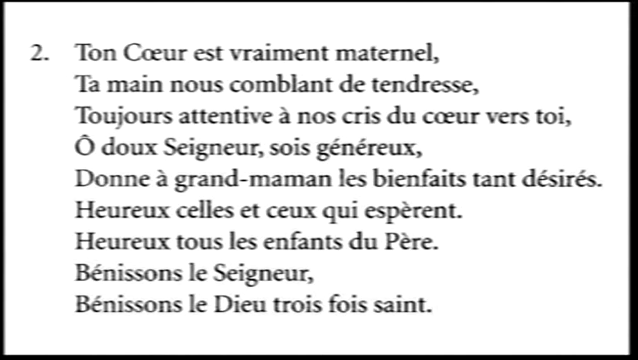 2. Ton Cœur est vraiment maternel,
Ta main nous comblant de tendresse,
Toujours attentive à nos cris du cœur vers toi,
Ô doux Seigneur, sois généreux,
Donne à grand-maman les bienfaits tant désirés.
Heureux celles et ceux qui espèrent.
Heureux tous les enfants du Père.
Bénissons le Seigneur,
Bénissons le Dieu trois fois saint.